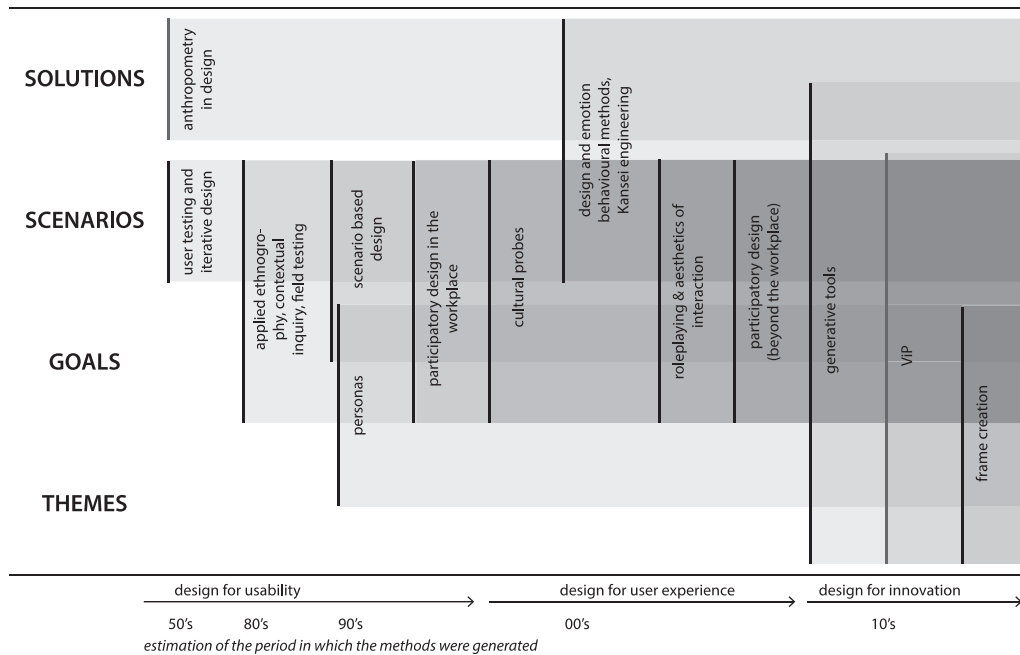 SOLUTIONS
anthropometry
in design
SCENARIOS
user testing and
iterative design
applied ethnogro-
phy, contextual
inquiry, field testing
scenario based
design
personas
participatory design in the
workplace
cultural probes
design and emotion
behavioural methods,
Kansei engineering
roleplaying & aesthetics of
interaction
participatory design
(beyond the workplace)
generative tools
ViP
frame creation
GOALS
THEMES
design for usability
design for user experience
design for innovation
50's
80's
90's
00's
10's
estimation of the period in which the methods were generated